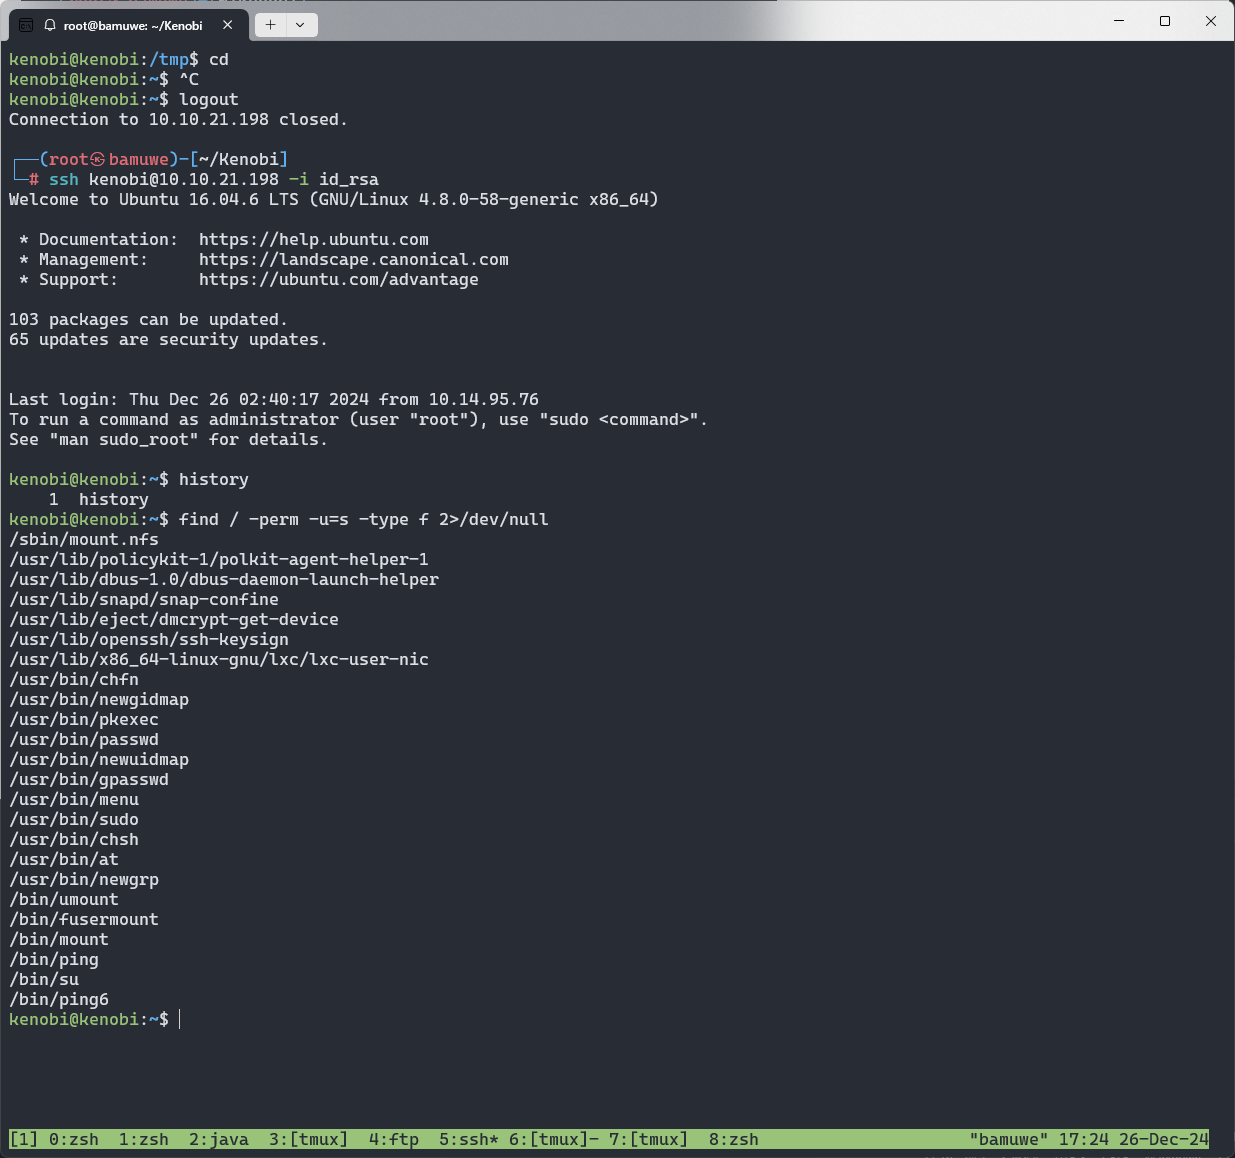 root@bamuwe: ~/Kenobi
kenobi@kenobi:/tmp$ cd
kenobi@kenobi:~$ ^C
kenobi@kenobi:~$ logout
Connection to 10.10.21.198 closed.
┌──(root㉿bamuwe)-[~/Kenobi]
└─# ssh kenobi@10.10.21.198 -i id_rsa
Welcome to Ubuntu 16.04.6 LTS (GNU/Linux 4.8.0-58-generic x86_64)
 * Documentation:  https://help.ubuntu.com
 * Management:     https://landscape.canonical.com
 * Support:        https://ubuntu.com/advantage
103 packages can be updated.
65 updates are security updates.
Last login: Thu Dec 26 02:40:17 2024 from 10.14.95.76
To run a command as administrator (user "root"), use "sudo <command>".
See "man sudo_root" for details.
kenobi@kenobi:~$ history
    1  history
kenobi@kenobi:~$ find / -perm -u=s -type f 2>/dev/null
/sbin/mount.nfs
/usr/lib/policykit-1/polkit-agent-helper-1
/usr/lib/dbus-1.0/dbus-daemon-launch-helper
/usr/lib/snapd/snap-confine
/usr/lib/eject/dmcrypt-get-device
/usr/lib/openssh/ssh-keysign
/usr/lib/x86_64-linux-gnu/lxc/lxc-user-nic
/usr/bin/chfn
/usr/bin/newgidmap
/usr/bin/pkexec
/usr/bin/passwd
/usr/bin/newuidmap
/usr/bin/gpasswd
/usr/bin/menu
/usr/bin/sudo
/usr/bin/chsh
/usr/bin/at
/usr/bin/newgrp
/bin/umount
/bin/fusermount
/bin/mount
/bin/ping
/bin/su
/bin/ping6
kenobi@kenobi:~$
[1] 0:zsh  1:zsh  2:java  3:[tmux]  4:ftp  5:ssh* 6:[tmux]- 7:[tmux]  8:zsh "bamuwe" 17:24 26-Dec-24